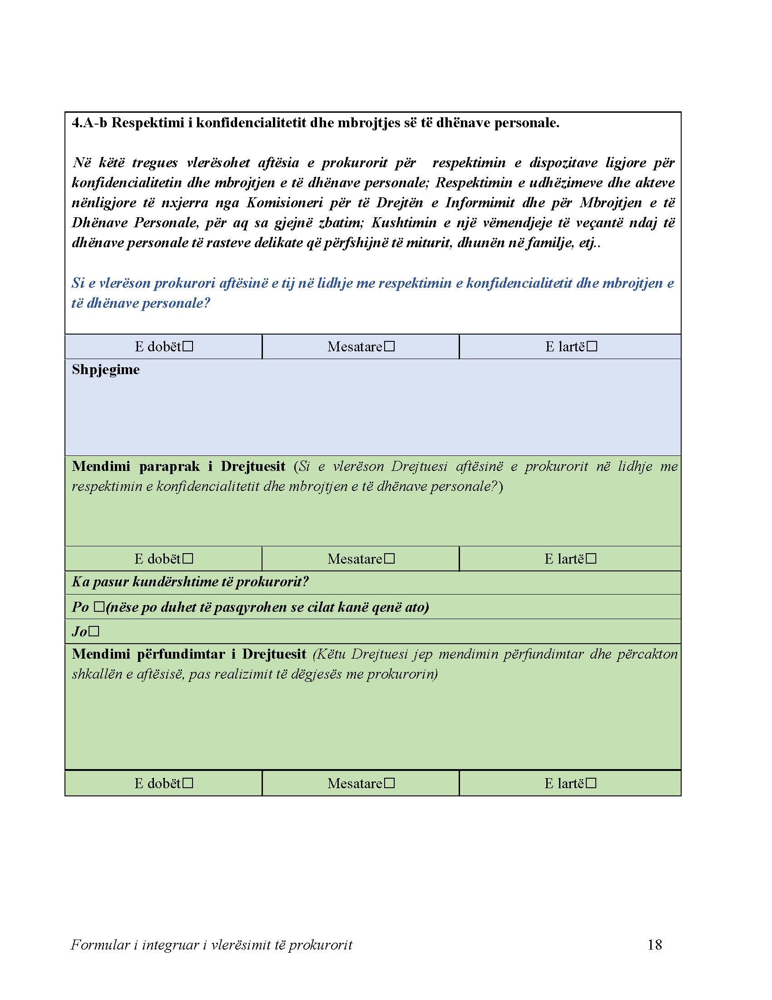 4.A-b Respektimi i konfidencialitetit dhe mbrojtjes së të dhënave personale.
Në këtë tregues vlerësohet aftësia e prokurorit për respektimin e dispozitave ligjore për
konfidencialitetin dhe mbrojtjen e të dhënave personale; Respektimin e udhëzimeve dhe akteve
nënligjore të nxjerra nga Komisioneri për të Drejtën e Informimit dhe për Mbrojtjen e të
Dhënave Personale, për aq sa gjejnë zbatim; Kushtimin e një vëmendjeje të veçantë ndaj të
dhënave personale të rasteve delikate që përfshijnë të miturit, dhunën në familje, etj..
Si e vlerëson prokurori aftësinë e tij në lidhje me respektimin e konfidencialitetit dhe mbrojtjen e
të dhënave personale?
E dobët☐ Mesatare☐ E lartë☐
Shpjegime
Mendimi paraprak i Drejtuesit (Si e vlerëson Drejtuesi aftësinë e prokurorit në lidhje me
respektimin e konfidencialitetit dhe mbrojtjen e të dhënave personale?)
E dobët☐ Mesatare☐ E lartë☐
Ka pasur kundërshtime të prokurorit?
Po ☐(nëse po duhet të pasqyrohen se cilat kanë qenë ato)
Jo☐
Mendimi përfundimtar i Drejtuesit (Këtu Drejtuesi jep mendimin përfundimtar dhe përcakton
shkallën e aftësisë, pas realizimit të dëgjesës me prokurorin)
E dobët☐ Mesatare☐ E lartë☐
Formular i integruar i vlerësimit të prokurorit 18